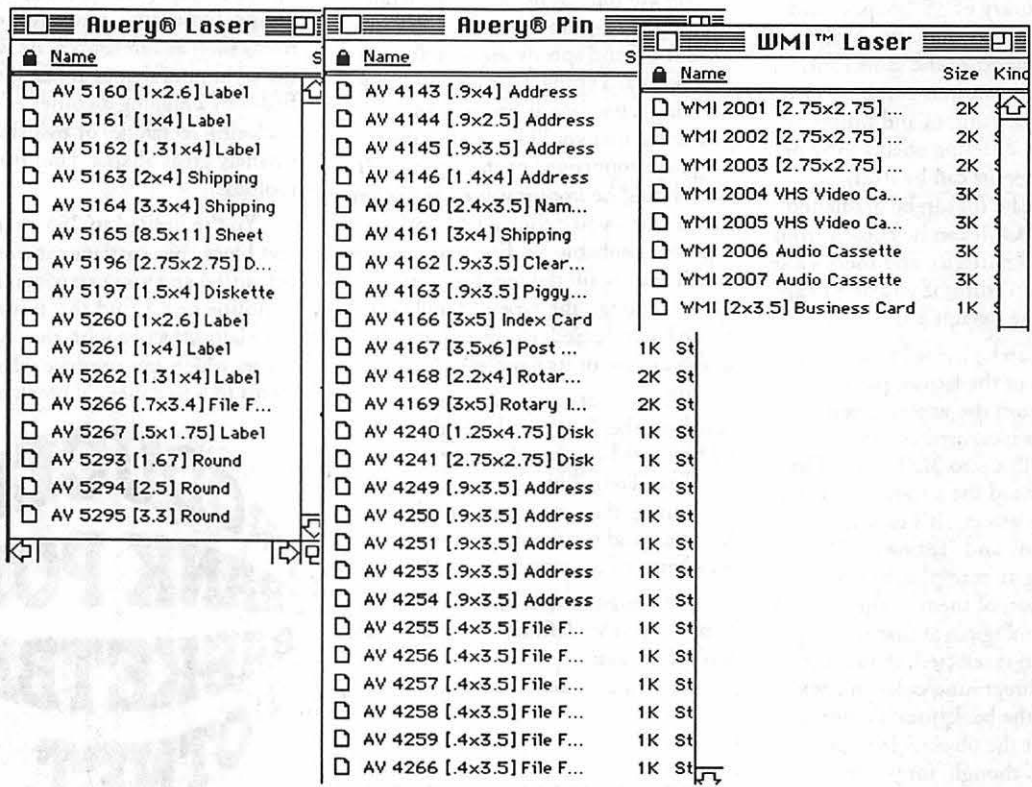 Avery® Laser
Name S
AV 5160 [1x2.6] Label
AV 5161 [1x4] Label
AV 5162 [1.31x4] Label
AV 5163 [2x4] Shipping
AV 5164 [3.3x4] Shipping
AV 5165 [8.5x11] Sheet
AV 5196 [2.75x2.75] D...
AV 5197 [1.5x4] Diskette
AV 5260 [1x2.6] Label
AV 5261 [1x4] Label
AV 5262 [1.31x4] Label
AV 5266 [.7x3.4] File F...
AV 5267 [.5x1.75] Label
AV 5293 [1.67] Round
AV 5294 [2.5] Round
AV 5295 [3.3] Round
Avery® Pin
Name S
AV 4143 [.9x4] Address
AV 4144 [.9x2.5] Address
AV 4145 [.9x3.5] Address
AV 4146 [1.4x4] Address
AV 4160 [2.4x3.5] Nam...
AV 4161 [3x4] Shipping
AV 4162 [.9x3.5] Clear...
AV 4163 [.9x3.5] Piggy...
AV 4166 [3x5] Index Card
AV 4167 [3.5x6] Post ... 1K St
AV 4168 [2.2x4] Rotar... 2K St
AV 4169 [3x5] Rotary I... 2K St
AV 4240 [1.25x4.75] Disk 1K St
AV 4241 [2.75x2.75] Disk 1K St
AV 4249 [.9x3.5] Address 1K St
AV 4250 [.9x3.5] Address 1K St
AV 4251 [.9x3.5] Address 1K St
AV 4253 [.9x3.5] Address 1K St
AV 4254 [.9x3.5] Address 1K St
AV 4255 [.4x3.5] File F... 1K St
AV 4256 [.4x3.5] File F... 1K St
AV 4257 [.4x3.5] File F... 1K St
AV 4258 [.4x3.5] File F... 1K St
AV 4259 [.4x3.5] File F... 1K St
AV 4266 [.4x3.5] File F... 1K St
WMI™ Laser
Name Size Kind
WMI 2001 [2.75x2.75]... 2K S
WMI 2002 [2.75x2.75]... 2K S
WMI 2003 [2.75x2.75]... 2K S
WMI 2004 VHS Video Ca... 3K S
WMI 2005 VHS Video Ca... 3K S
WMI 2006 Audio Cassette 3K S
WMI 2007 Audio Cassette 3K S
WMI [2x3.5] Business Card 1K S